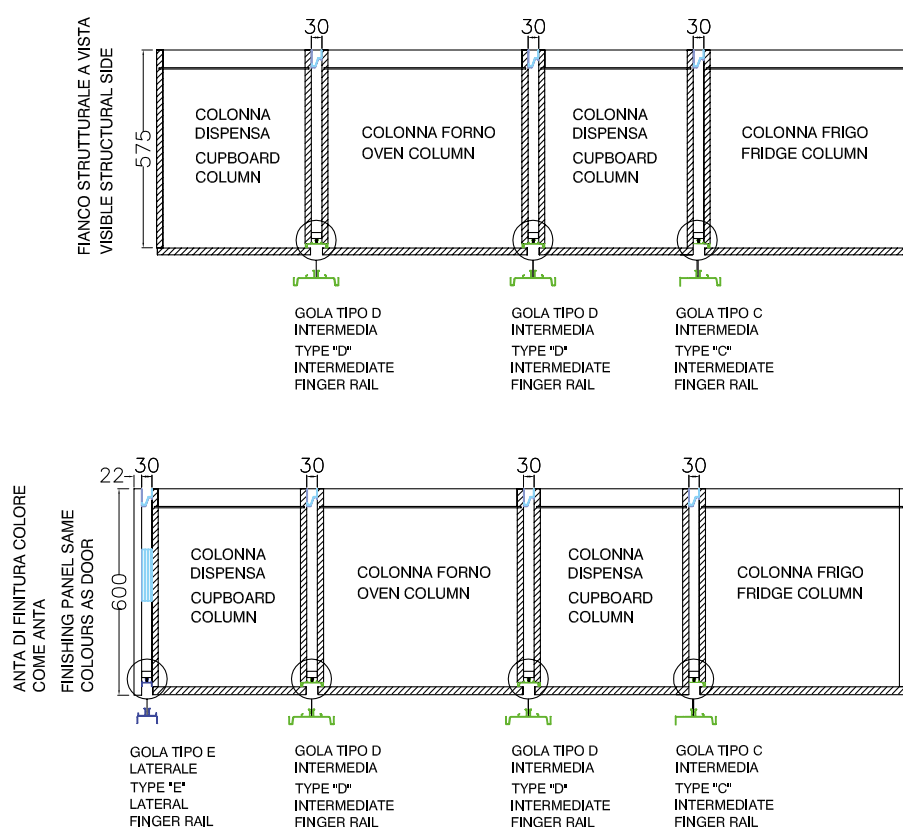 30
30
30
FIANCO STRUTTURALE A VISTA
VISIBLE STRUCTURAL SIDE
575
COLONNA
DISPENSA
CUPBOARD
COLUMN
COLONNA FORNO
OVEN COLUMN
COLONNA
DISPENSA
CUPBOARD
COLUMN
COLONNA FRIGO
FRIDGE COLUMN
GOLA TIPO D
INTERMEDIA
TYPE "D"
INTERMEDIATE
FINGER RAIL
GOLA TIPO D
INTERMEDIA
TYPE "D"
INTERMEDIATE
FINGER RAIL
GOLA TIPO C
INTERMEDIA
TYPE "C"
INTERMEDIATE
FINGER RAIL
22
30
30
30
30
ANTA DI FINITURA COLORE
COME ANTA
FINISHING PANEL SAME
COLOURS AS DOOR
600
COLONNA
DISPENSA
CUPBOARD
COLUMN
COLONNA FORNO
OVEN COLUMN
COLONNA
DISPENSA
CUPBOARD
COLUMN
COLONNA FRIGO
FRIDGE COLUMN
GOLA TIPO E
LATERALE
TYPE "E"
LATERAL
FINGER RAIL
GOLA TIPO D
INTERMEDIA
TYPE "D"
INTERMEDIATE
FINGER RAIL
GOLA TIPO D
INTERMEDIA
TYPE "D"
INTERMEDIATE
FINGER RAIL
GOLA TIPO C
INTERMEDIA
TYPE "C"
INTERMEDIATE
FINGER RAIL